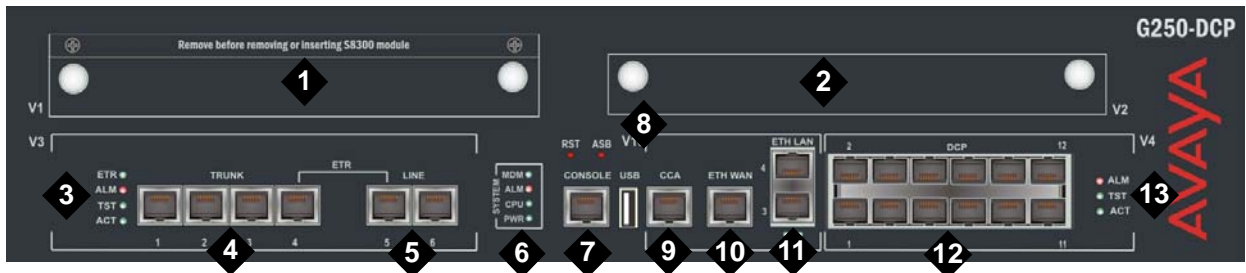 G250-DCP
Remove before removing or inserting S8300 module
1
2
V1
V2
AVAYA
V3
8
RST ASB
ETH LAN
2 DCP 12
V4
3
ETR
ALM
TST
ACT
TRUNK
ETR
LINE
SYSTEM
MDM
ALM
CPU
PWR
CONSOLE USB
CCA
ETH WAN
4
3
ALM
TST
ACT
13
1 2 3 4
5 6
1 11
4
5
6
7
9
10
11
12